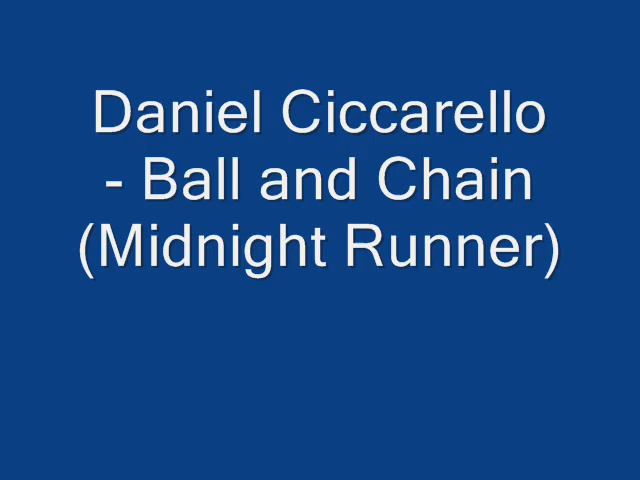 Daniel Ciccarello
- Ball and Chain
(Midnight Runner)